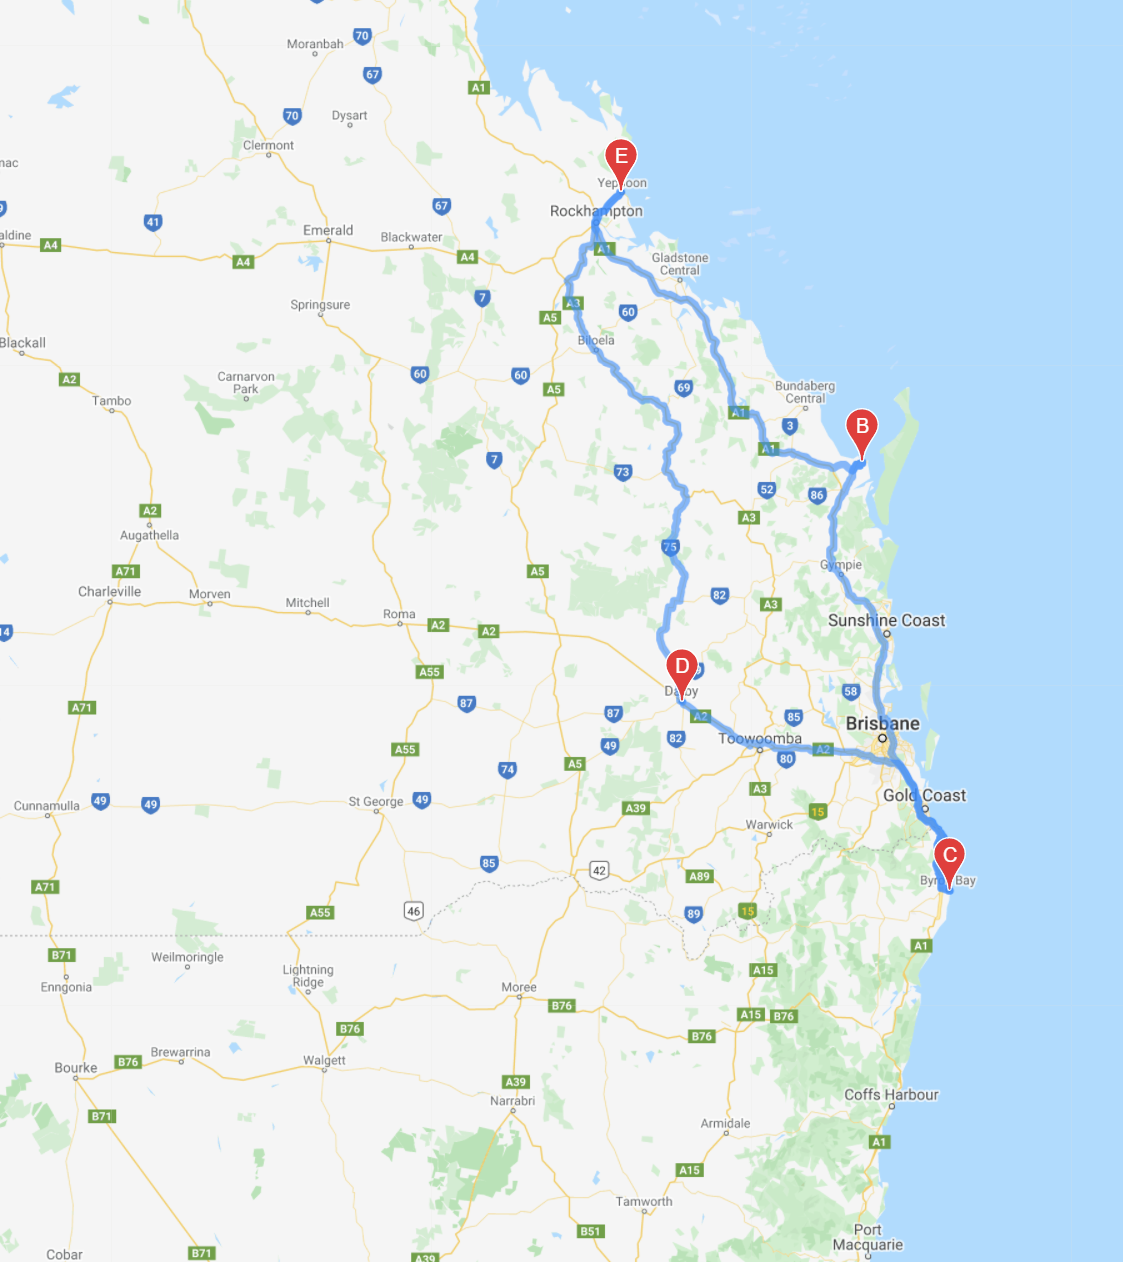 70
Moranbah
67
A1
Dysart
70
Clermont
E
nac
Rockhampton
67
41
Emerald
Blackwater
A4
A4
A4
A1
Gladstone
Central
7
A3
Springsure
60
A5
Blackall
Biloela
A2
Carnarvon
Park
60
60
69
A5
Bundaberg
Central
Tambo
A1
3
B
A1
7
73
52
86
A2
A3
Augathella
75
A71
A5
Gympie
Charleville
Morven
Mitchell
82
A3
Roma
A2
A2
Sunshine Coast
14
D
A55
58
87
A71
87
A2
85
Brisbane
82
Toowoomba
49
A55
A2
80
A5
74
49
49
St George
49
A3
Gold Coast
Cunnamulla
A39
15
Warwick
C
85
42
A89
A71
46
A55
89
15
A1
B71
Weilmoringle
Lightning
Ridge
A15
Enngonia
Moree
B76
A15
B76
B76
B76
Brewarrina
Walgett
B76
Bourke
A39
Coffs Harbour
Narrabri
B71
Armidale
A1
A15
Tamworth
B51
Port
Macquarie
Cobar
B71
A39